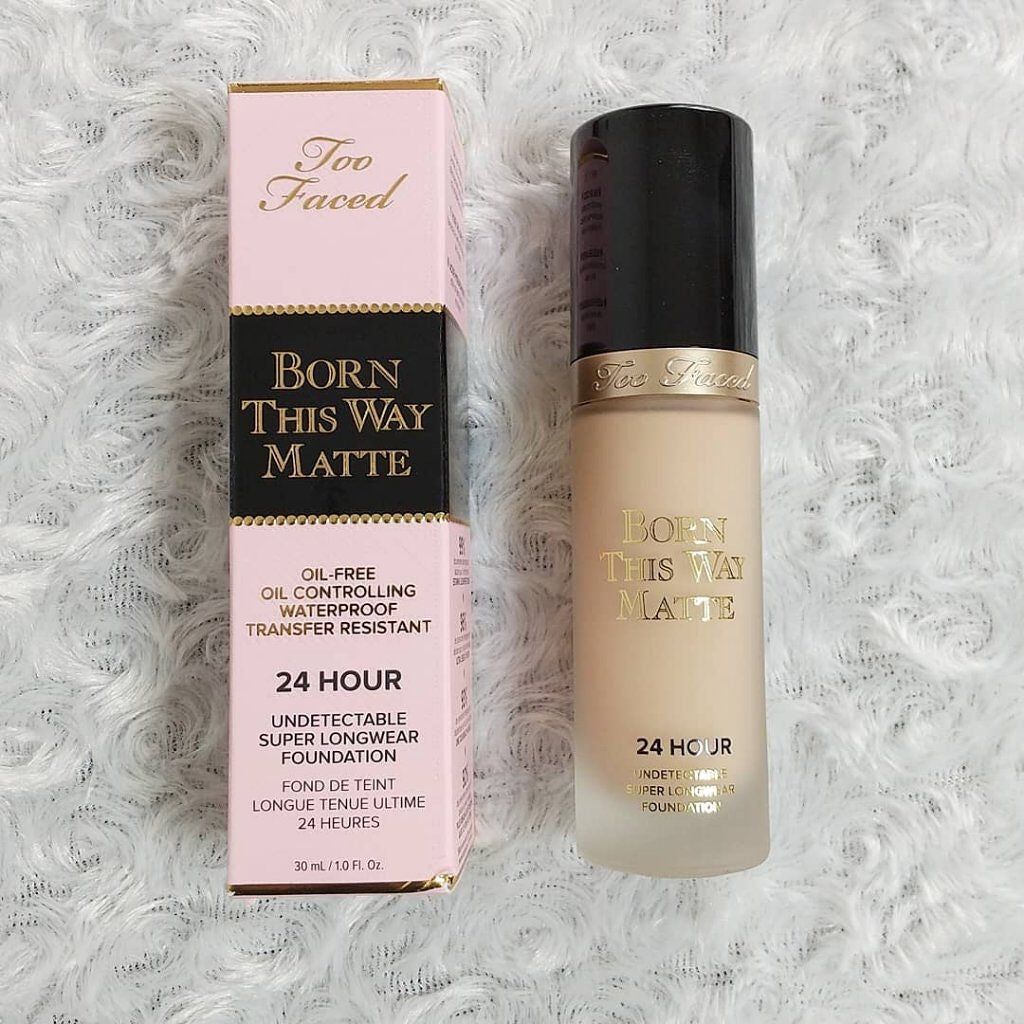 Too
Faced
BORN
THIS WAY
MATTE
OIL-FREE
OIL CONTROLLING
WATERPROOF
TRANSFER RESISTANT
24 HOUR
UNDETECTABLE
SUPER LONGWEAR
FOUNDATION
FOND DE TEINT
LONGUE TENUE ULTIME
24 HEURES
30 mL / 1.0 Fl. Oz.
Too Faced
BORN
THIS WAY
MATTE
24 HOUR
UNDETECTABLE
SUPER LONGWEAR
FOUNDATION